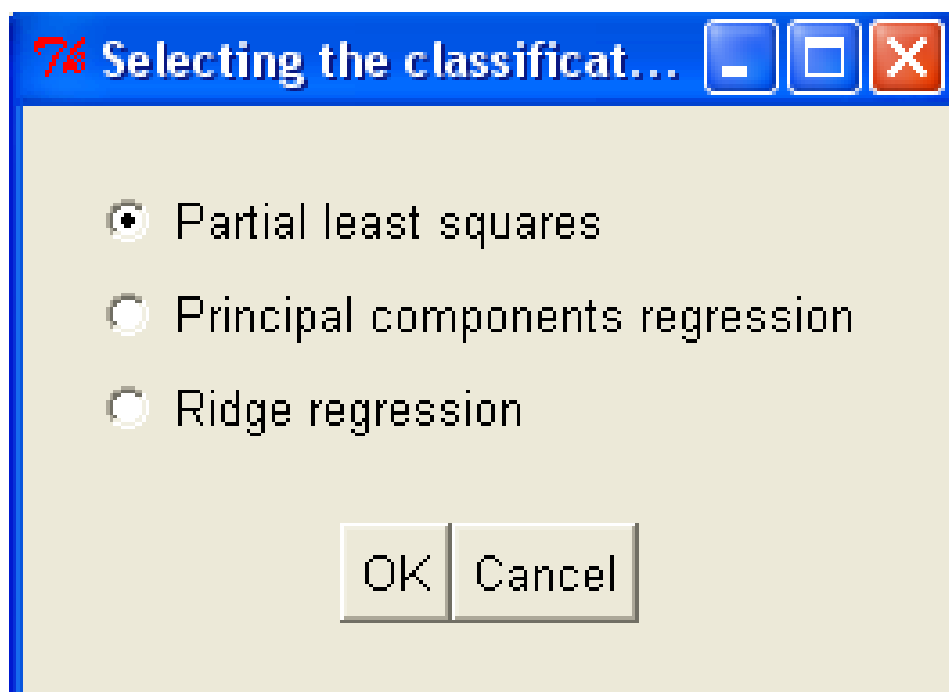 Selecting the classificat...
Partial least squares
Principal components regression
Ridge regression
OK Cancel